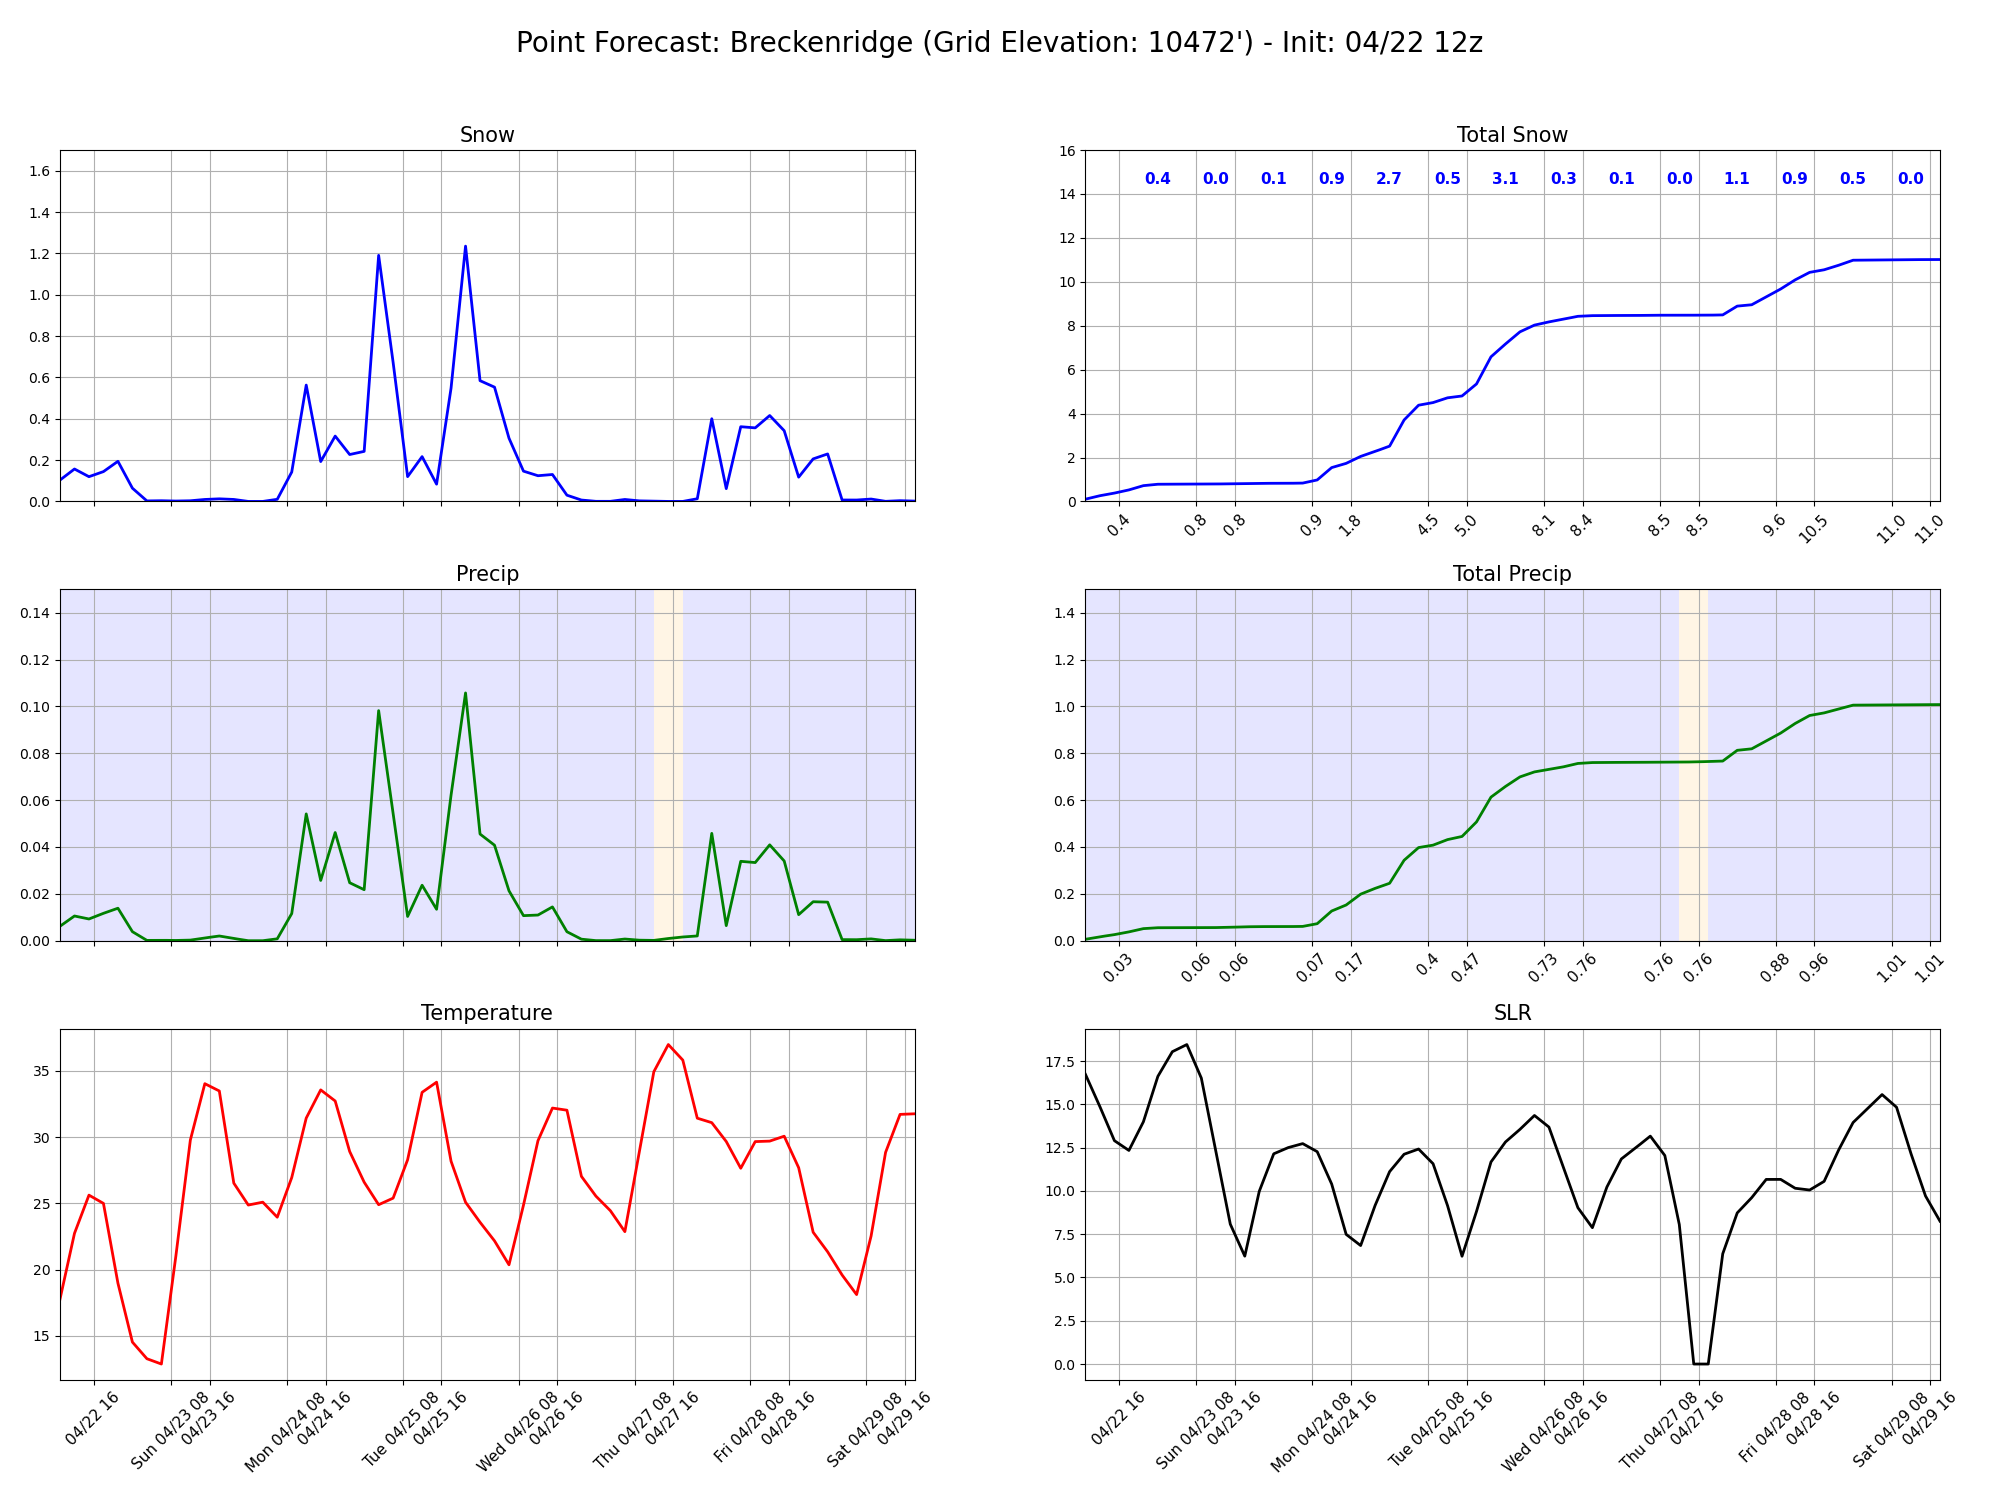 Point Forecast: Breckenridge (Grid Elevation: 10472') - Init: 04/22 12z
Snow
1.6
1.4
1.2
1.0
0.8
0.6
0.4
0.2
0.0
Total Snow
16
14
12
10
8
6
4
2
0
0.4 0.0 0.1 0.9 2.7 0.5 3.1 0.3 0.1 0.0 1.1 0.9 0.5 0.0
0.4 0.8 0.8 0.9 1.8 4.5 5.0 8.1 8.4 8.5 8.5 9.6 10.5 11.0 11.0
Precip
0.14
0.12
0.10
0.08
0.06
0.04
0.02
0.00
Total Precip
1.4
1.2
1.0
0.8
0.6
0.4
0.2
0.0
0.03 0.06 0.06 0.07 0.17 0.4 0.47 0.73 0.76 0.76 0.76 0.88 0.96 1.01 1.01
Temperature
35
30
25
20
15
04/22 16
Sun 04/23 08
04/23 16
Mon 04/24 08
04/24 16
Tue 04/25 08
04/25 16
Wed 04/26 08
04/26 16
Thu 04/27 08
04/27 16
Fri 04/28 08
04/28 16
Sat 04/29 08
04/29 16
SLR
17.5
15.0
12.5
10.0
7.5
5.0
2.5
0.0
04/22 16
Sun 04/23 08
04/23 16
Mon 04/24 08
04/24 16
Tue 04/25 08
04/25 16
Wed 04/26 08
04/26 16
Thu 04/27 08
04/27 16
Fri 04/28 08
04/28 16
Sat 04/29 08
04/29 16